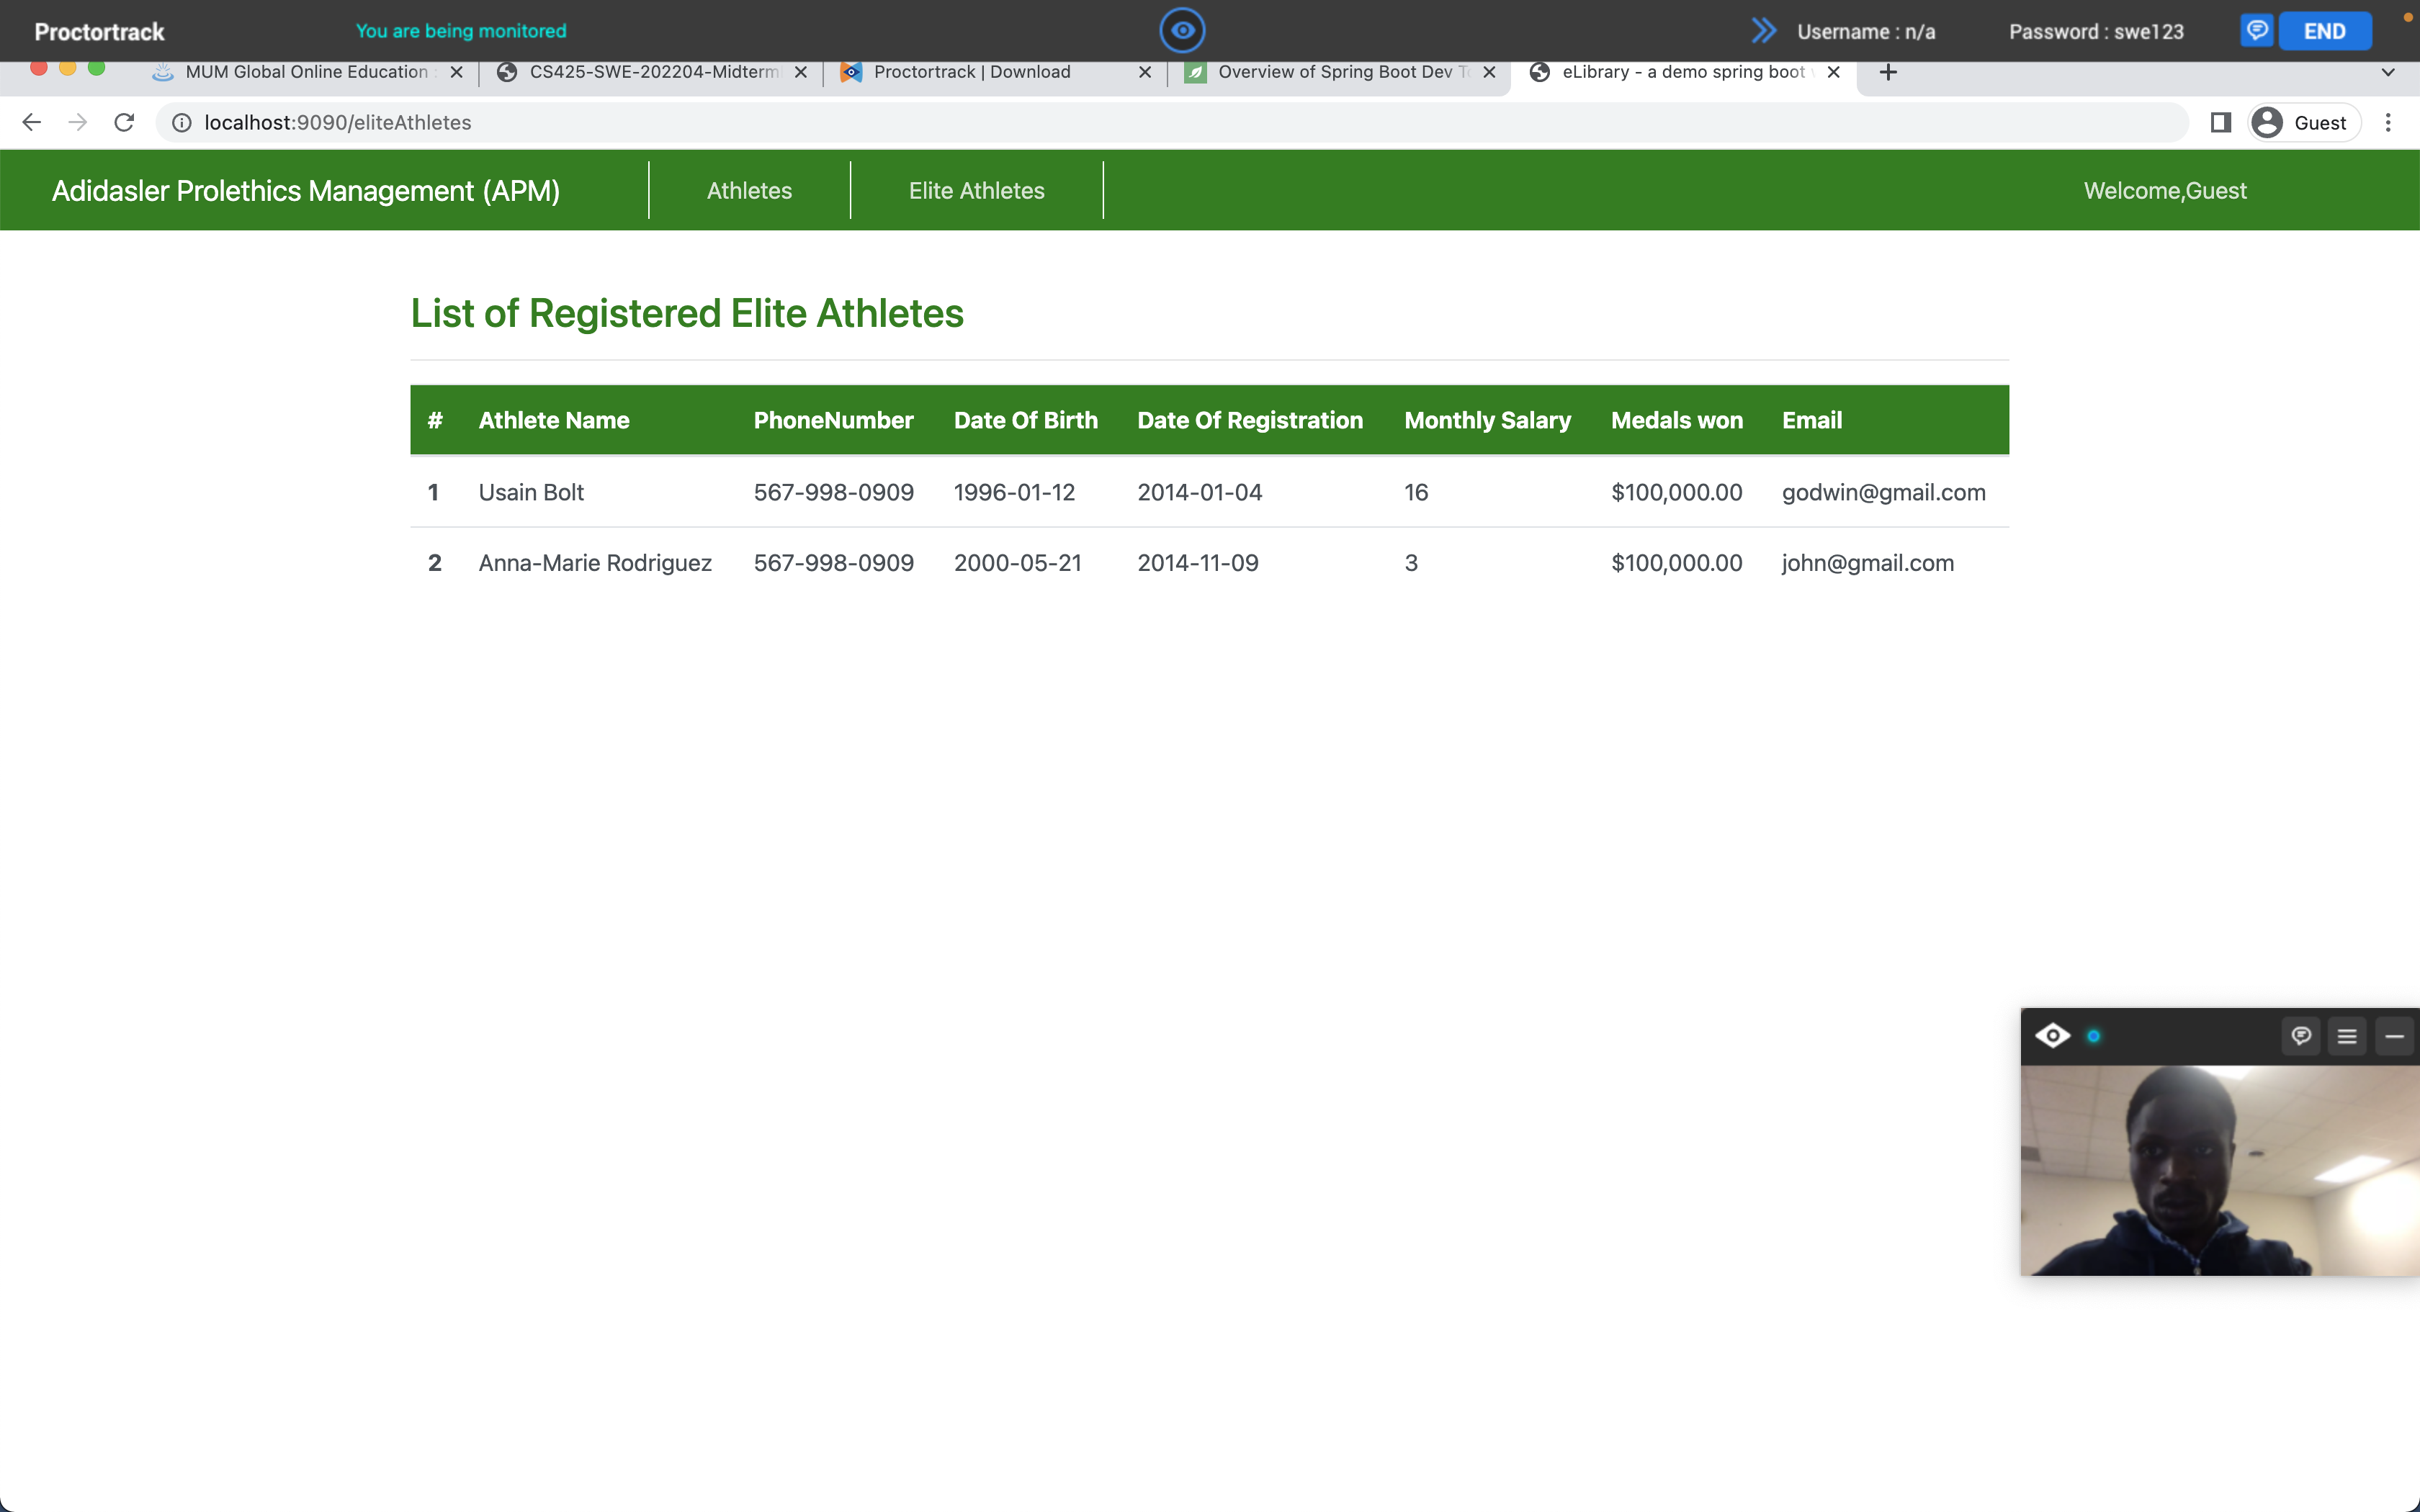 Proctortrack You are being monitored Username : n/a Password : swe123 END
MUM Global Online Education : CS425-SWE-202204-Midterm Proctortrack | Download Overview of Spring Boot Dev eLibrary - a demo spring boot
localhost:9090/eliteAthletes Guest
Adidasler Prolethics Management (APM) Athletes Elite Athletes Welcome,Guest
List of Registered Elite Athletes
# Athlete Name PhoneNumber Date Of Birth Date Of Registration Monthly Salary Medals won Email
1 Usain Bolt 567-998-0909 1996-01-12 2014-01-04 16 $100,000.00 godwin@gmail.com
2 Anna-Marie Rodriguez 567-998-0909 2000-05-21 2014-11-09 3 $100,000.00 john@gmail.com